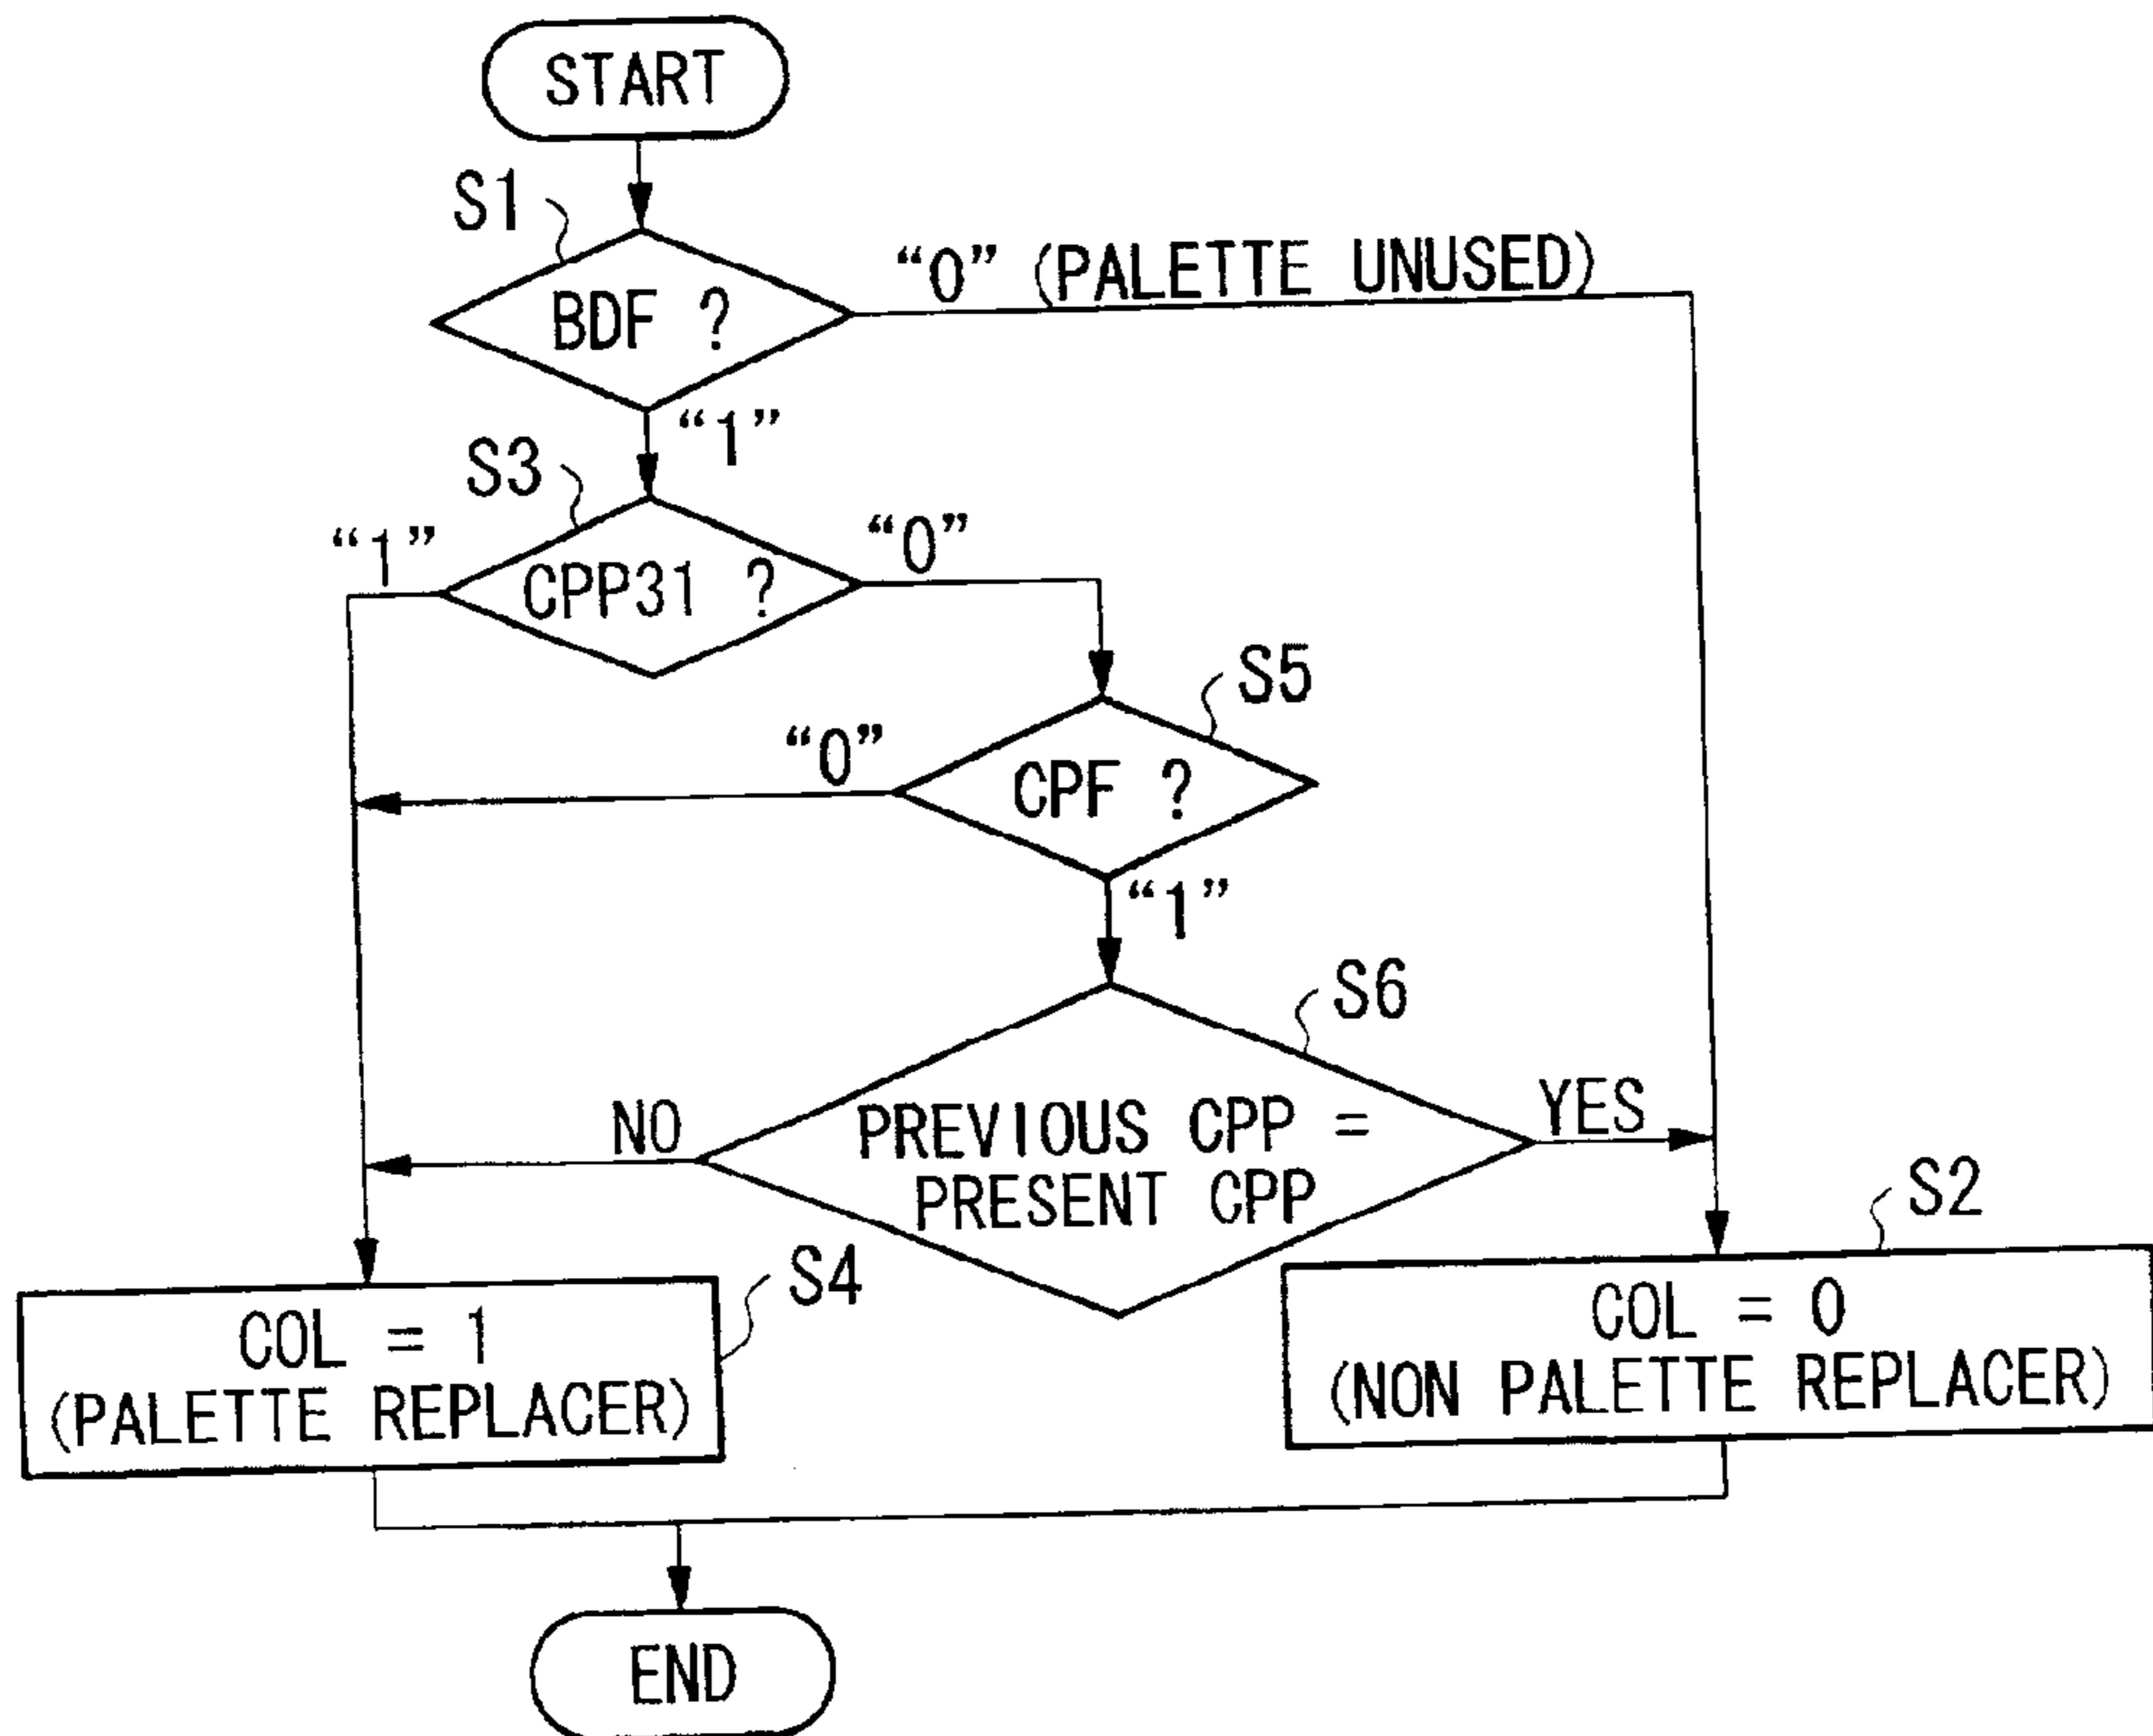 START
S1
“0” (PALETTE UNUSED)
BDF ?
“1”
S3
“1”
“0”
CPP31 ?
S5
“0”
CPF ?
“1”
S6
NO
PREVIOUS CPP =
PRESENT CPP
YES
S2
S4
COL = 1
(PALETTE REPLACER)
COL = 0
(NON PALETTE REPLACER)
END